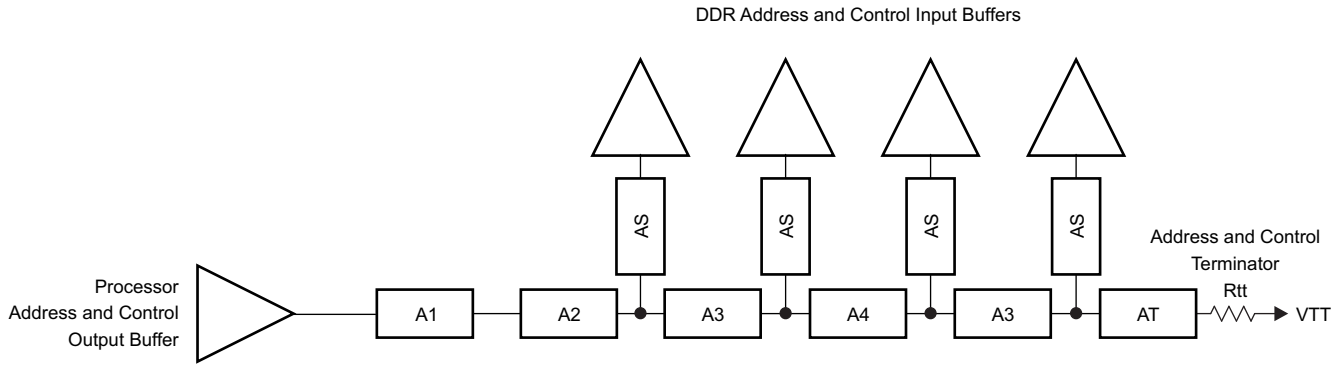 DDR Address and Control Input Buffers
AS
AS
AS
AS
Address and Control
Terminator
Rtt
Processor
Address and Control
Output Buffer
A1
A2
A3
A4
A3
AT
VTT